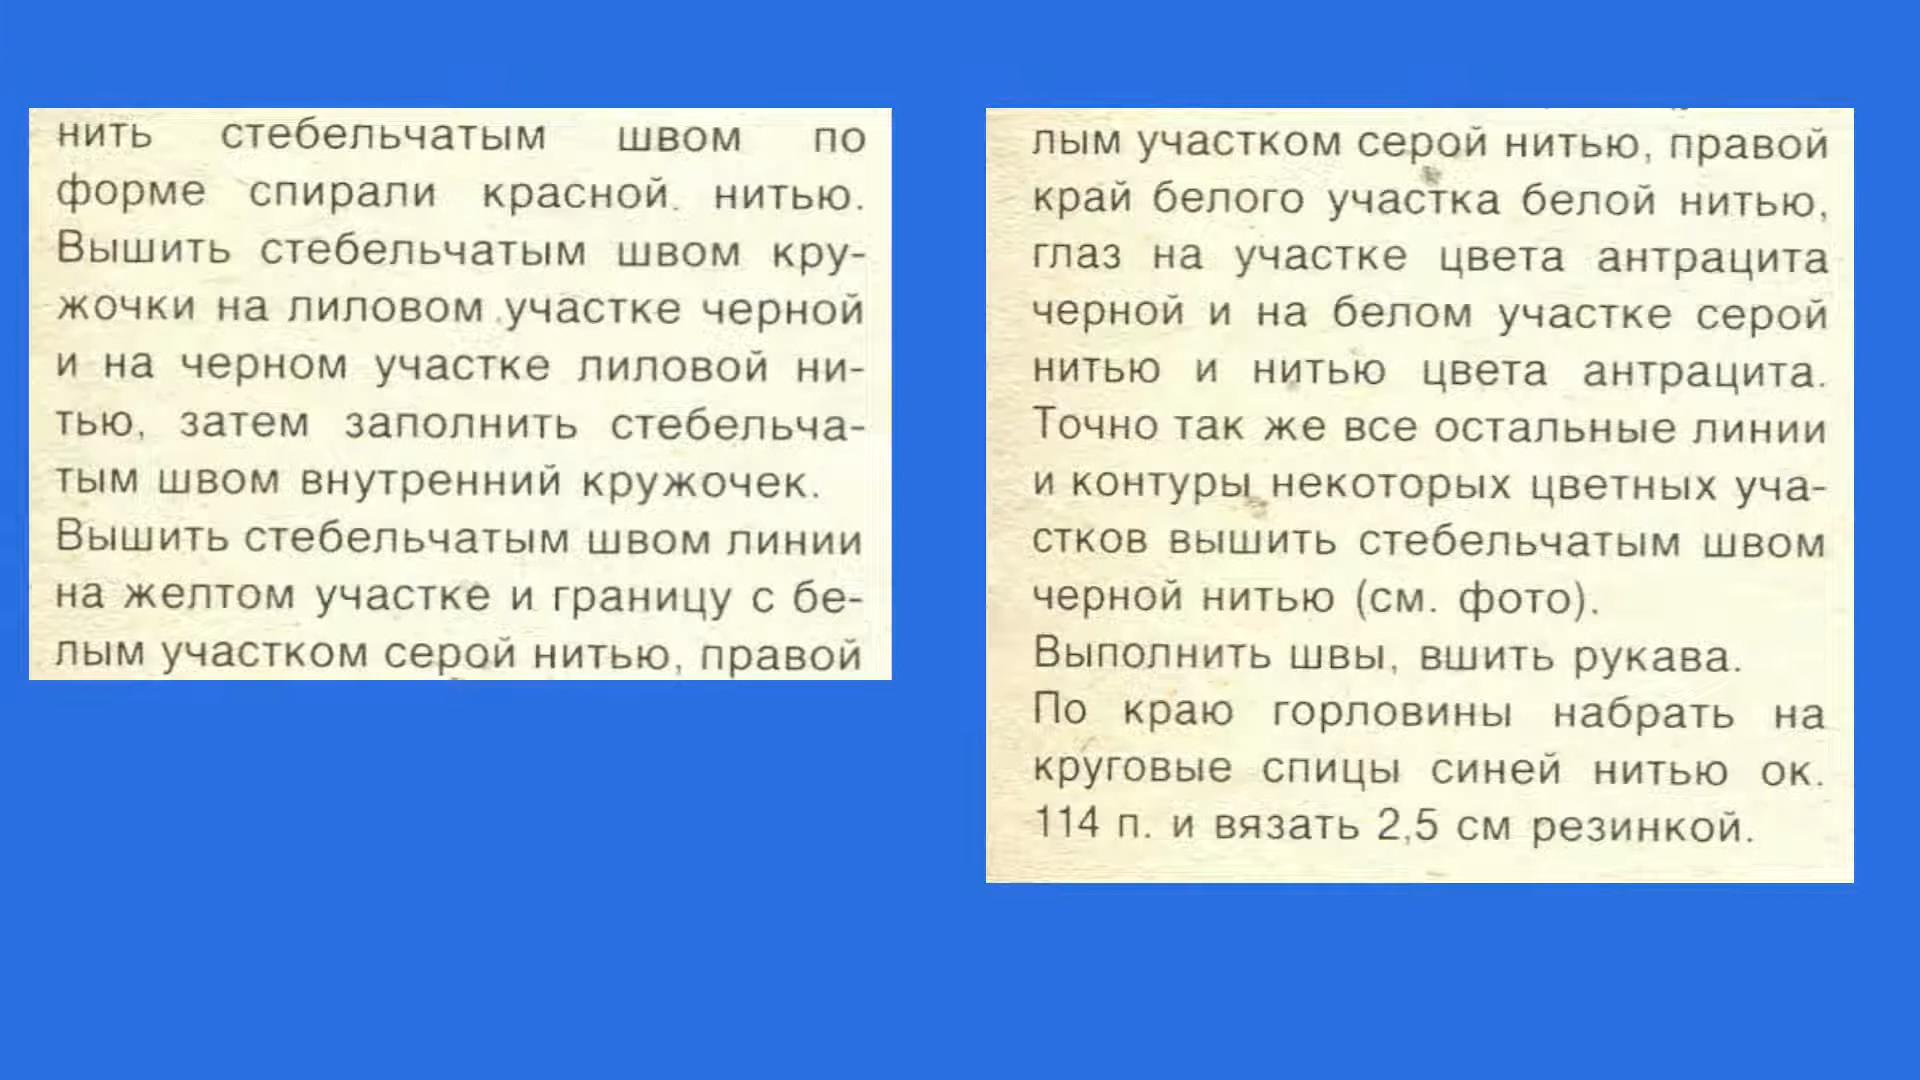 нить стебельчатым швом по
форме спирали красной нитью.
Вышить стебельчатым швом кру-
жочки на лиловом участке черной
и на черном участке лиловой ни-
тью, затем заполнить стебельча-
тым швом внутренний кружочек.
Вышить стебельчатым швом линии
на желтом участке и границу с бе-
лым участком серой нитью, правой
лым участком серой нитью, правой
край белого участка белой нитью,
глаз на участке цвета антрацита
черной и на белом участке серой
нитью и нитью цвета антрацита.
Точно так же все остальные линии
и контуры некоторых цветных уча-
стков вышить стебельчатым швом
черной нитью (см. фото).
Выполнить швы, вшить рукава.
По краю горловины набрать на
круговые спицы синей нитью ок.
114 п. и вязать 2,5 см резинкой.